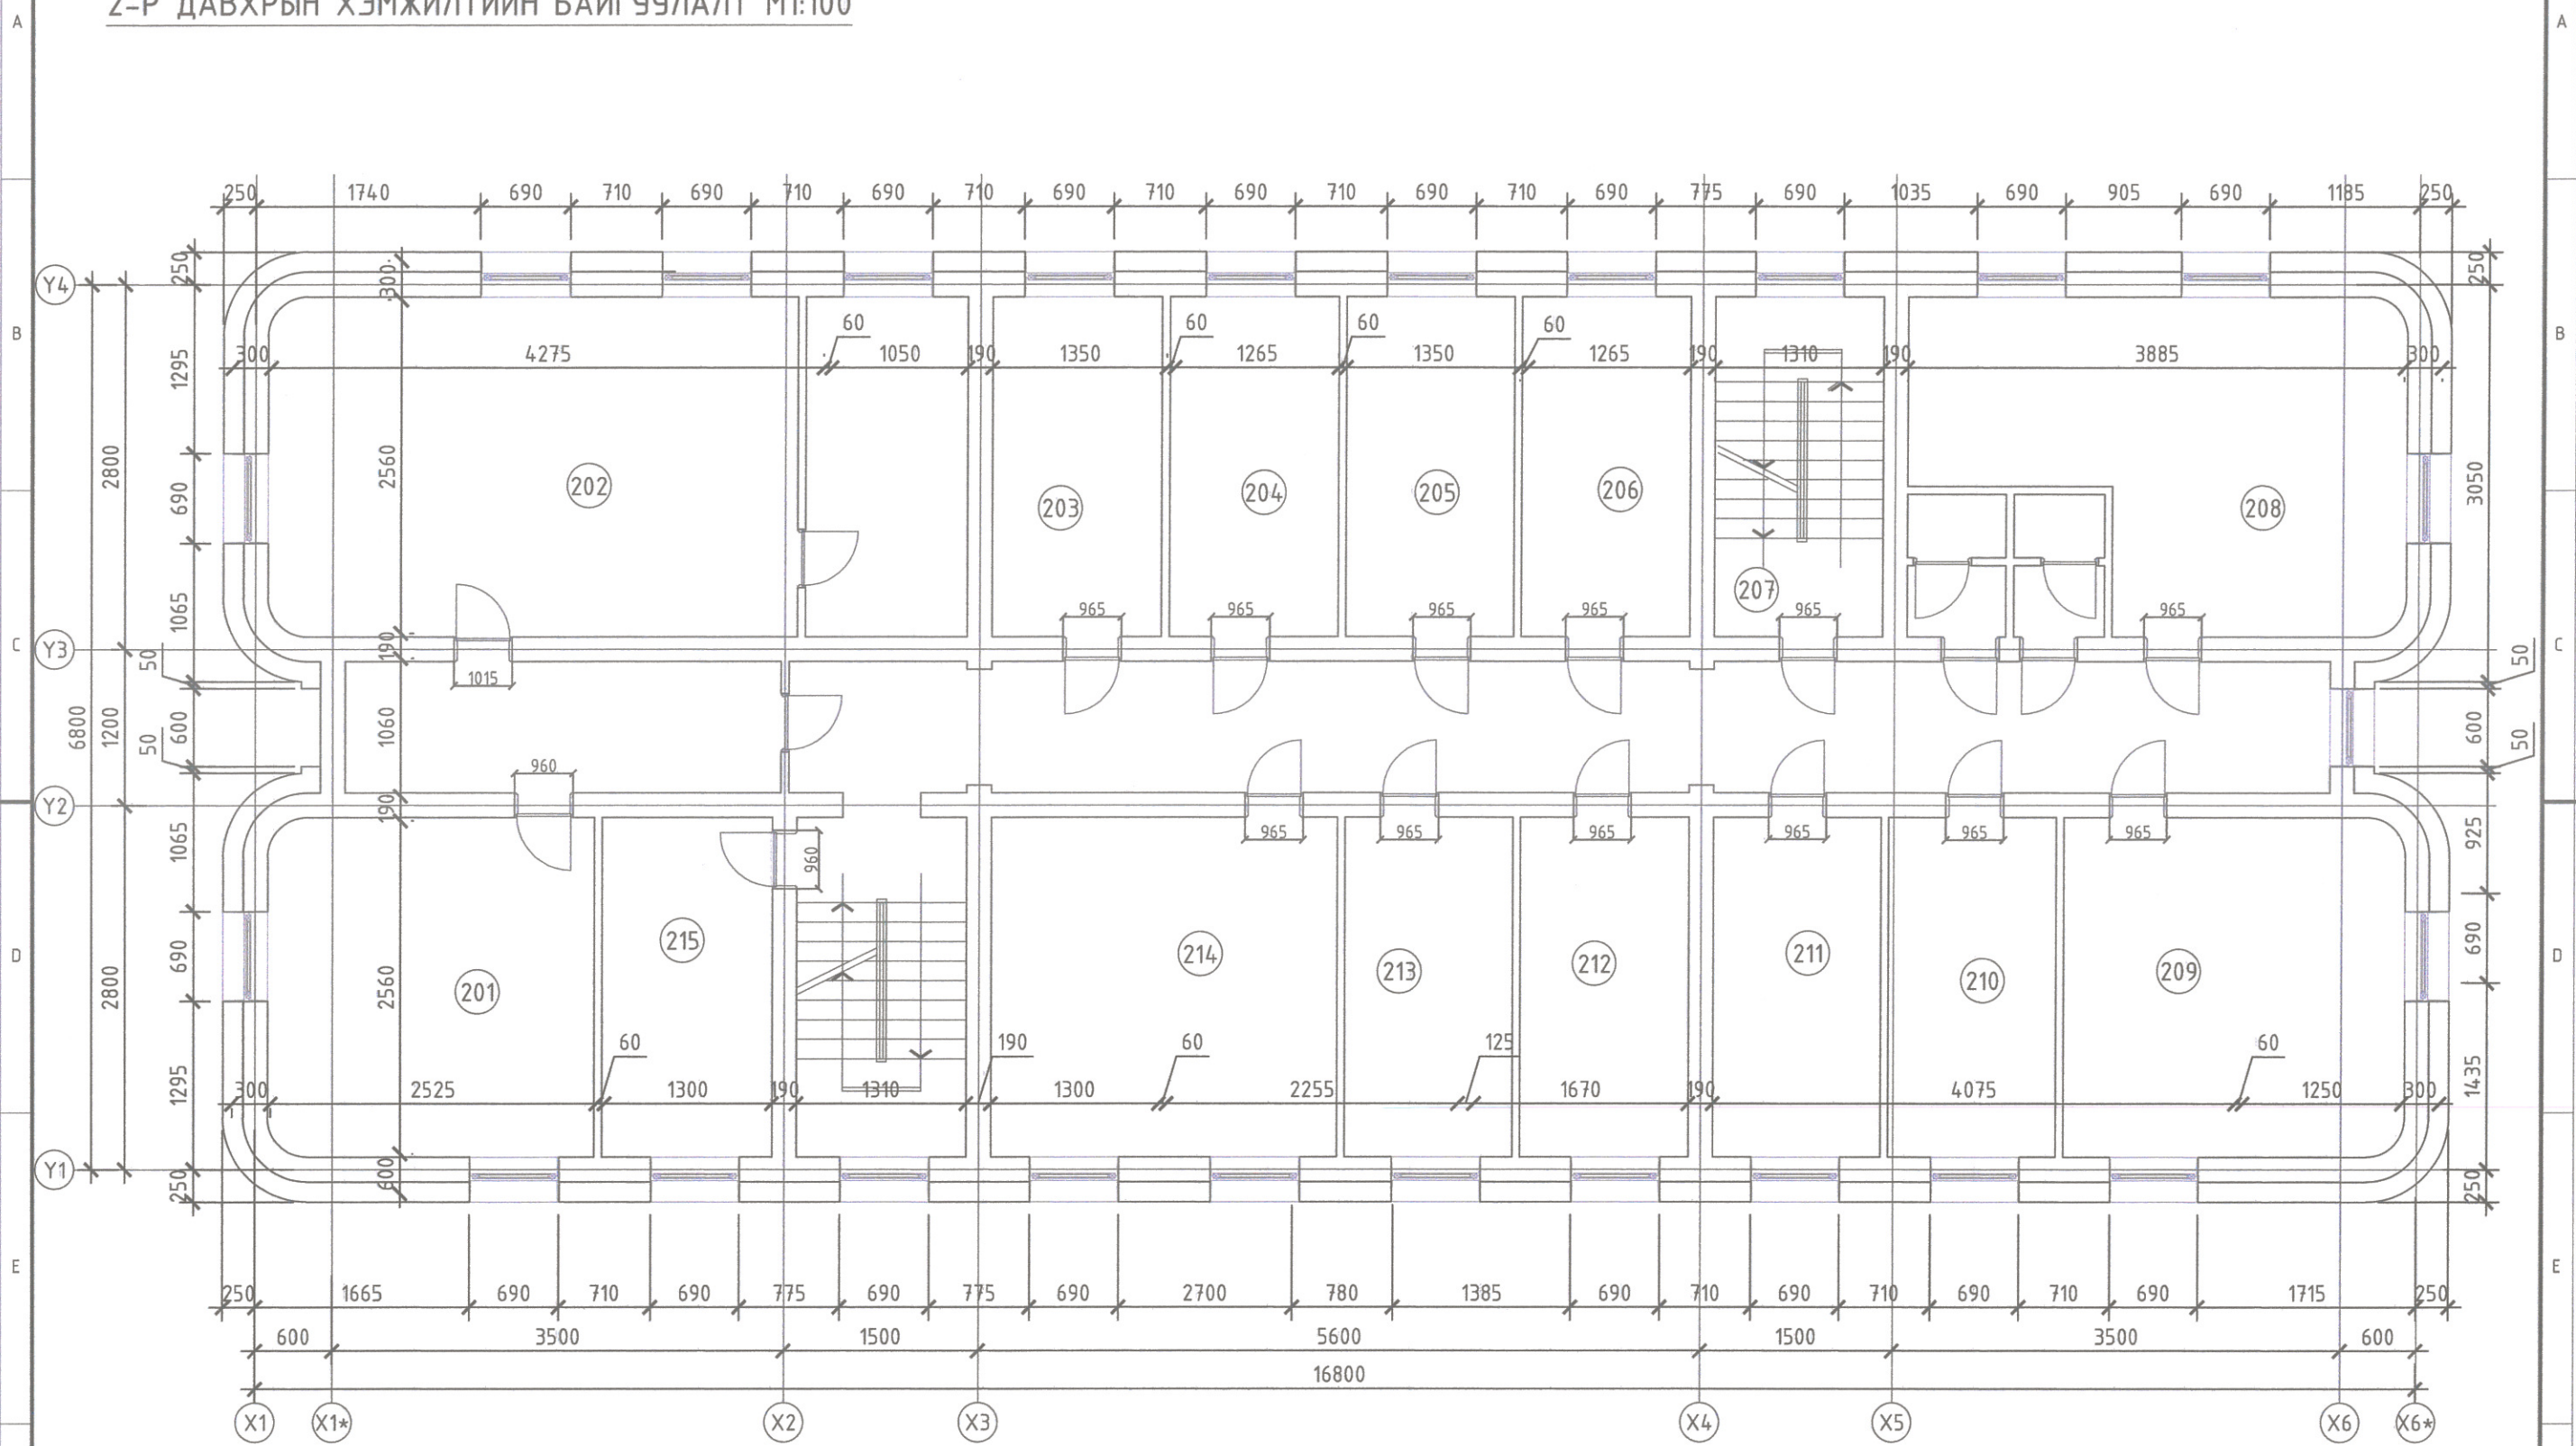 2-Р ДАВХРЫН ХЭМЖИЛТИЙН БАЙГУУЛАЛТ М1:100
A A
250 1740 690 710 690 710 690 710 690 710 690 710 690 710 690 775 690 1035 690 905 690 1185 250
Y4 250 300 250
B B
60 60 60 60
1295 300 4275 1050 190 1350 1265 1350 1265 190 1310 190 3885 300
2800 690 2560 3050
202 203 204 205 206 207 208
1065 965 965 965 965 965 965
C C
Y3 50 190 50
1015
6800 1200 600 1060 600
50 960 50
Y2 190
1065 965 965 965 965 965 965 925
960
D D
2800 690 2560 690
201 215 214 213 212 211 210 209
60 190 60 125 60
1295 300 2525 1300 190 1310 1300 2255 1670 190 4075 1250 300 1435
Y1 250 600 250
E E
250 1665 690 710 690 775 690 775 690 2700 780 1385 690 710 690 710 690 710 690 1715 250
600 3500 1500 5600 1500 3500 600
16800
X1 X1* X2 X3 X4 X5 X6 X6*